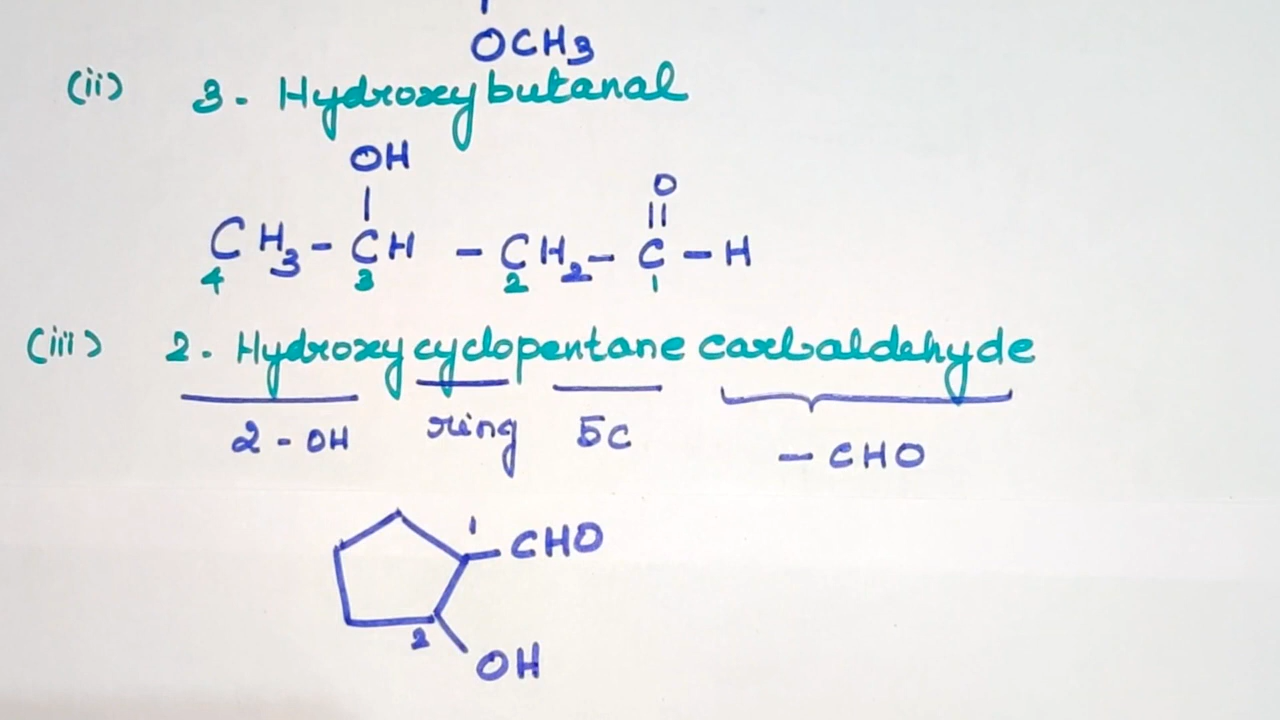 OCH3
(ii) 3. Hydroxybutanal
OH
O
CH3 - CH - CH2 - C - H
4 3 2 1
(iii) 2. Hydroxy cyclopentane carbaldehyde
2 - OH ring 5C - CHO
1 CHO
2
OH